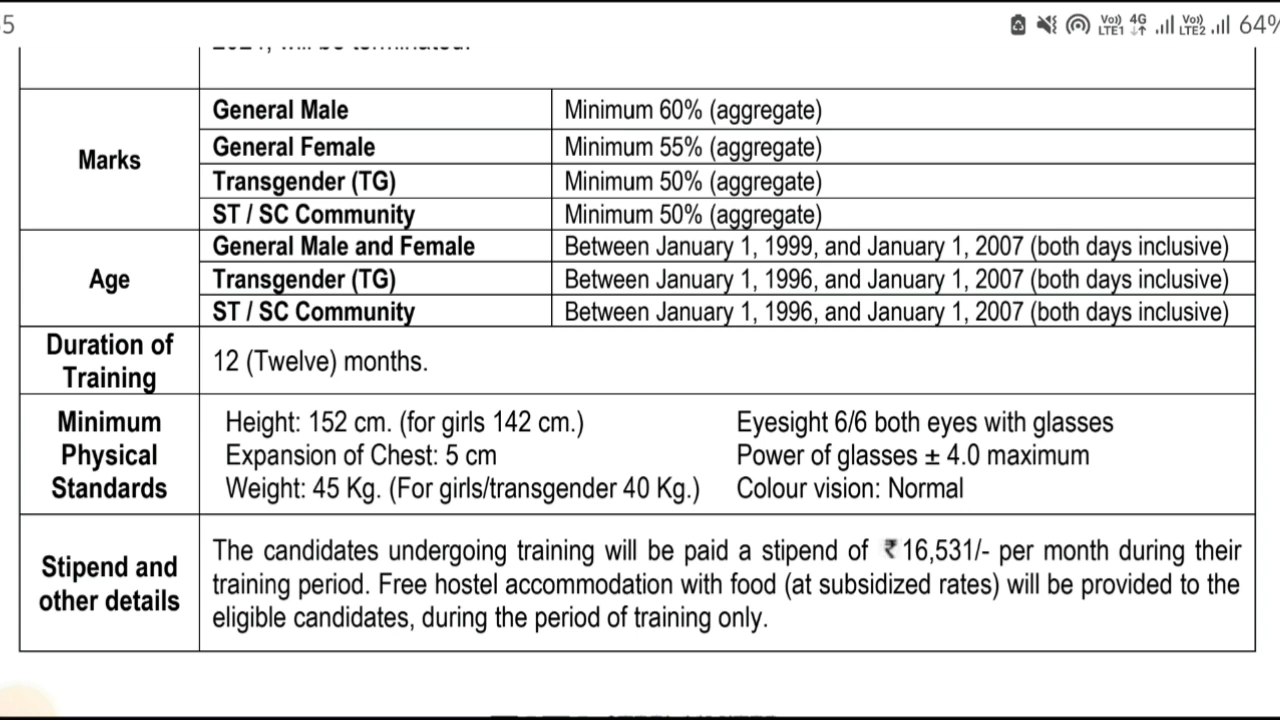 64%
Marks
General Male Minimum 60% (aggregate)
General Female Minimum 55% (aggregate)
Transgender (TG) Minimum 50% (aggregate)
ST / SC Community Minimum 50% (aggregate)
Age
General Male and Female Between January 1, 1999, and January 1, 2007 (both days inclusive)
Transgender (TG) Between January 1, 1996, and January 1, 2007 (both days inclusive)
ST / SC Community Between January 1, 1996, and January 1, 2007 (both days inclusive)
Duration of
Training
12 (Twelve) months.
Minimum
Physical
Standards
Height: 152 cm. (for girls 142 cm.)
Expansion of Chest: 5 cm
Weight: 45 Kg. (For girls/transgender 40 Kg.)
Eyesight 6/6 both eyes with glasses
Power of glasses ± 4.0 maximum
Colour vision: Normal
Stipend and
other details
The candidates undergoing training will be paid a stipend of ₹16,531/- per month during their
training period. Free hostel accommodation with food (at subsidized rates) will be provided to the
eligible candidates, during the period of training only.